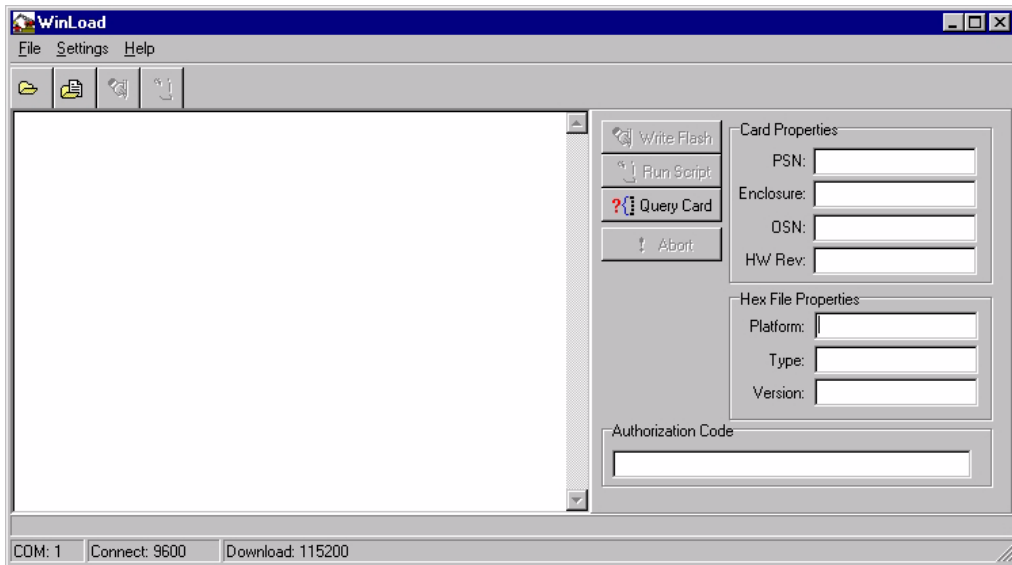 WinLoad
File Settings Help
Write Flash
Run Script
?{ Query Card
! Abort
Card Properties
PSN:
Enclosure:
OSN:
HW Rev:
Hex File Properties
Platform:
Type:
Version:
Authorization Code
COM: 1 Connect: 9600 Download: 115200